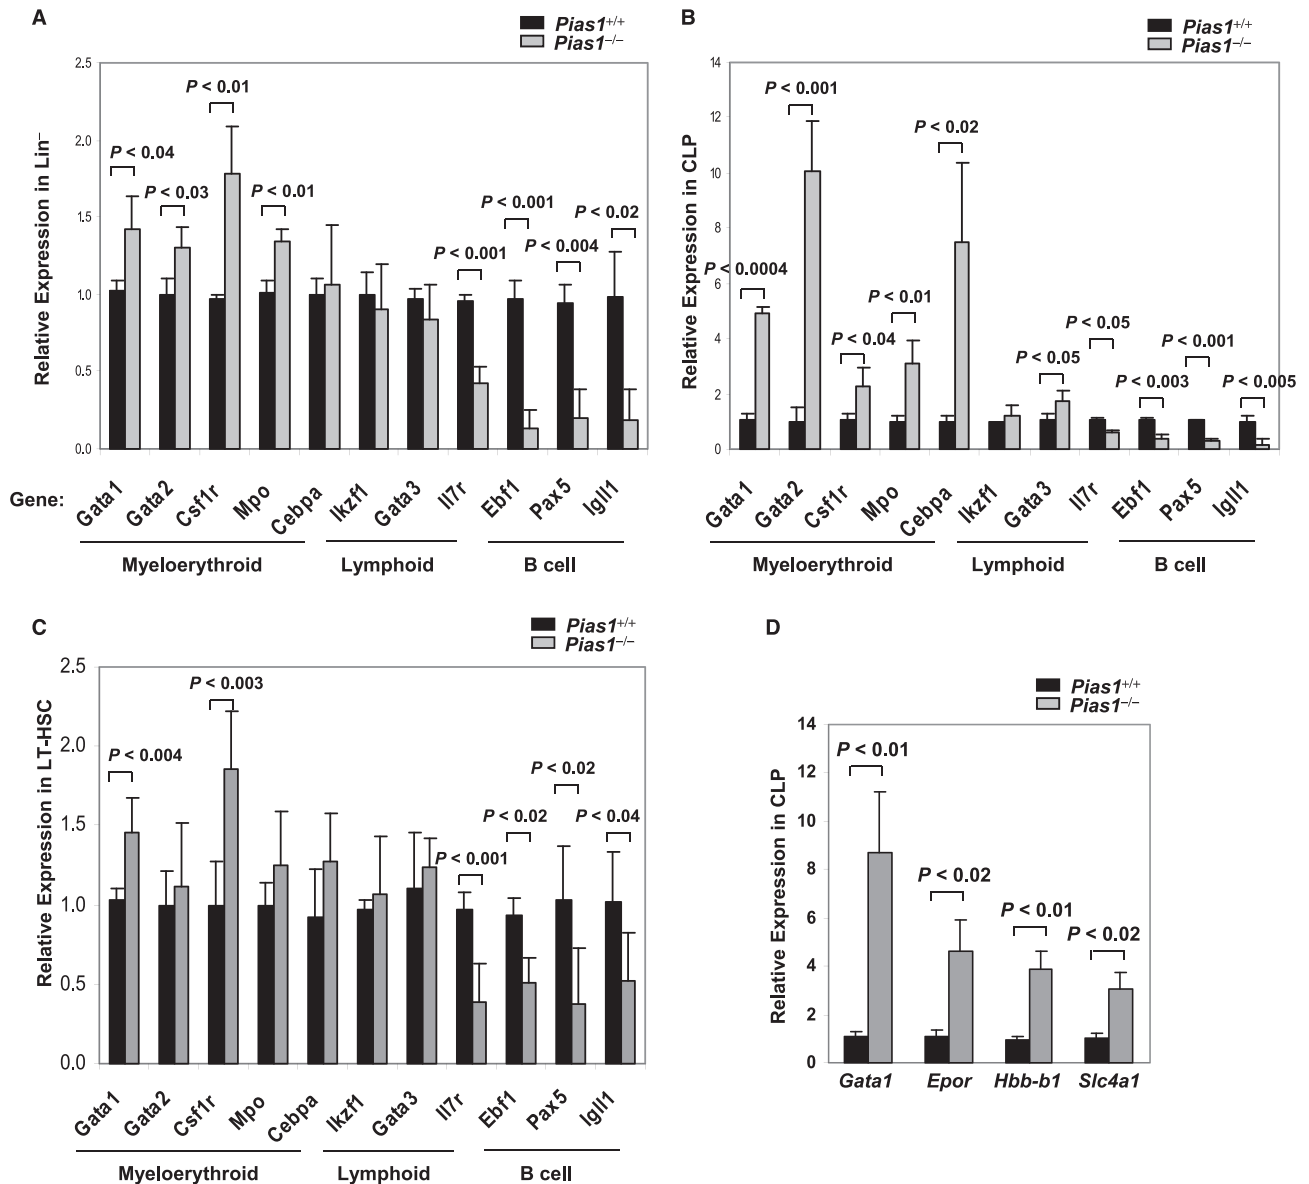 A
Pias1+/+
Pias1–/–
Relative Expression in Lin–
2.5
2.0
1.5
1.0
0.5
0.0
P < 0.04
P < 0.03
P < 0.01
P < 0.01
P < 0.001
P < 0.001
P < 0.004
P < 0.02
Gene:
Gata1
Gata2
Csf1r
Mpo
Cebpa
Ikzf1
Gata3
Il7r
Ebf1
Pax5
Igll1
Myeloerythroid
Lymphoid
B cell
B
Pias1+/+
Pias1–/–
Relative Expression in CLP
14
12
10
8
6
4
2
0
P < 0.0004
P < 0.001
P < 0.04
P < 0.01
P < 0.02
P < 0.05
P < 0.05
P < 0.003
P < 0.001
P < 0.005
Gata1
Gata2
Csf1r
Mpo
Cebpa
Ikzf1
Gata3
Il7r
Ebf1
Pax5
Igll1
Myeloerythroid
Lymphoid
B cell
C
Pias1+/+
Pias1–/–
Relative Expression in LT-HSC
2.5
2.0
1.5
1.0
0.5
0.0
P < 0.004
P < 0.003
P < 0.001
P < 0.02
P < 0.02
P < 0.04
Gata1
Gata2
Csf1r
Mpo
Cebpa
Ikzf1
Gata3
Il7r
Ebf1
Pax5
Igll1
Myeloerythroid
Lymphoid
B cell
D
Pias1+/+
Pias1–/–
Relative Expression in CLP
14
12
10
8
6
4
2
0
P < 0.01
P < 0.02
P < 0.01
P < 0.02
Gata1
Epor
Hbb-b1
Slc4a1